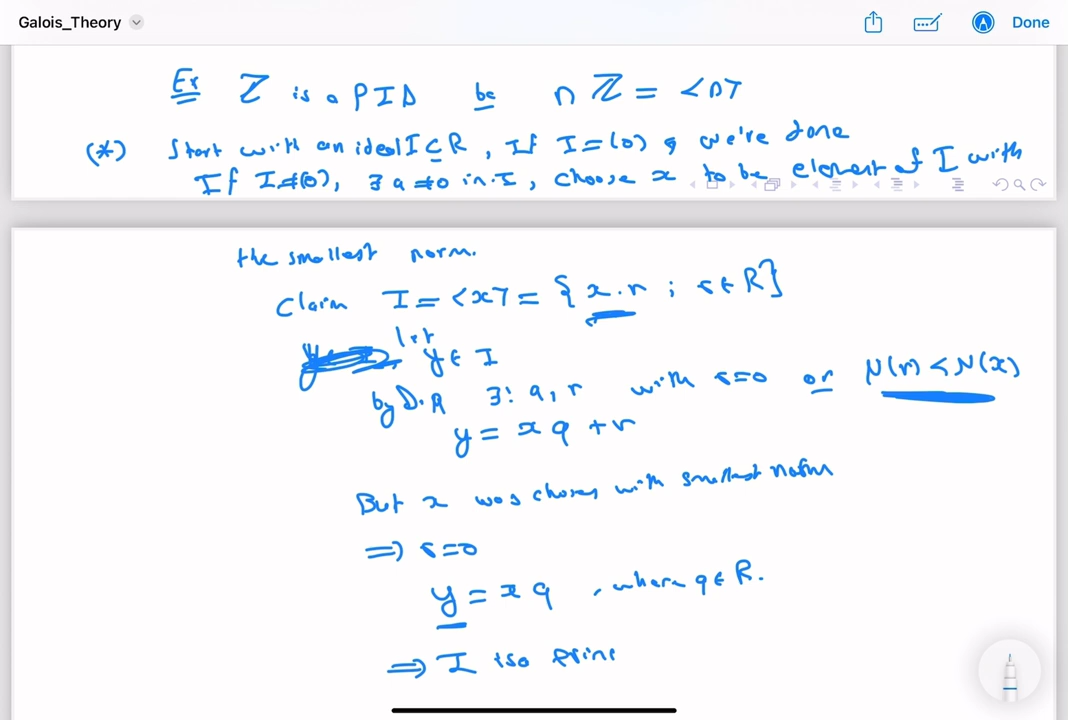 Galois_Theory
Done
Ex ℤ is a PID be nℤ = <n>
(*) Start with an ideal I ⊆ R, If I = (0), we're done
If I ≠ (0), ∃ a ≠ 0 in I, choose x to be element of I with
the smallest norm.
Claim I = <x> = {x.r ; r ∈ R}
let y ∈ I
by D.A ∃! q, r with r=0 or N(r) < N(x)
y = xq + r
But x was chosen with smallest norm
⇒ r=0
y = xq, where q ∈ R.
⇒ I is a princ